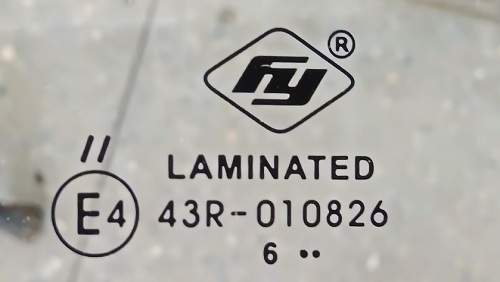 fy ®
//
LAMINATED
E4 43R-010826
6 ••